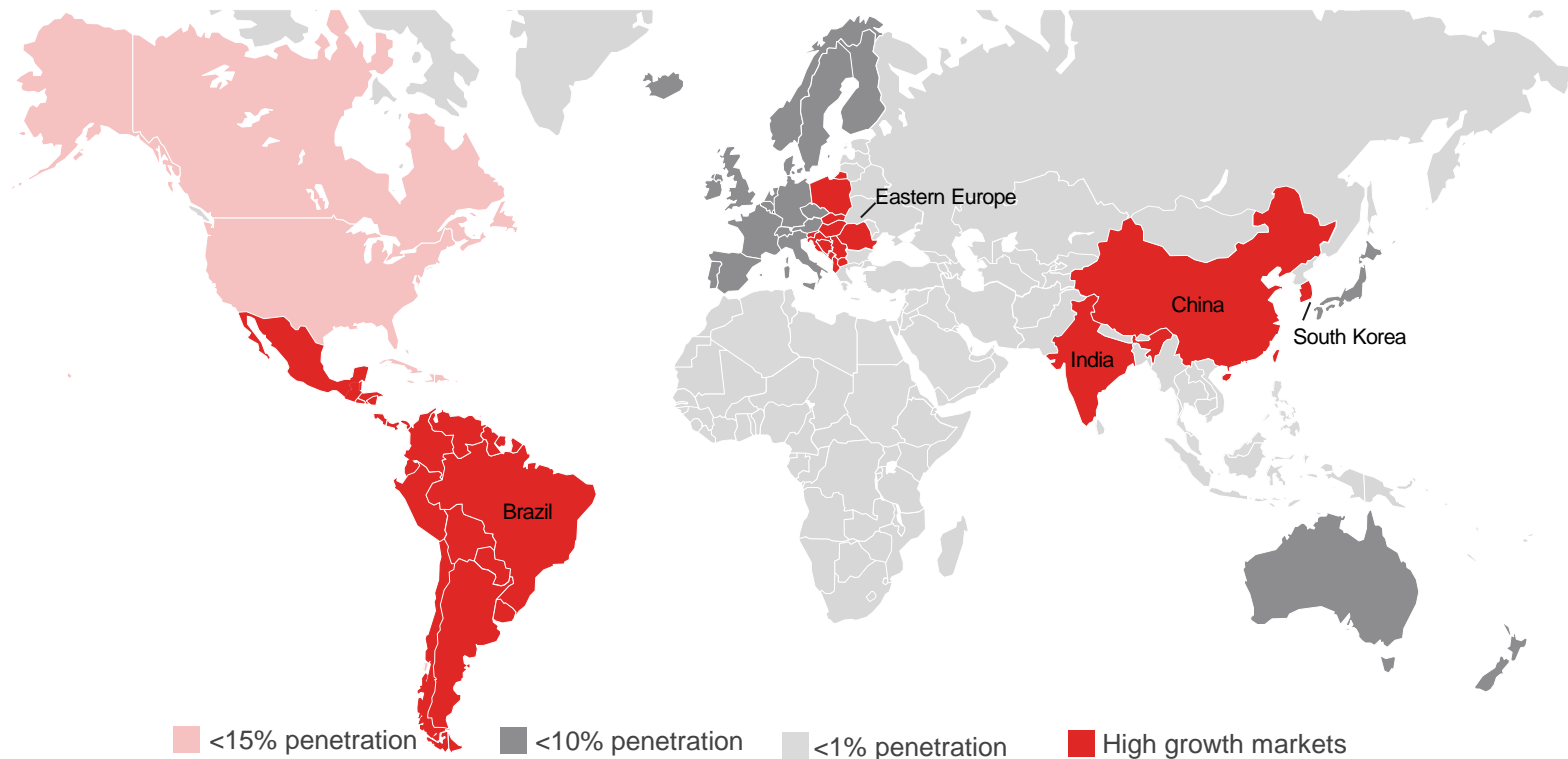 Eastern Europe
China
South Korea
India
Brazil
<15% penetration
<10% penetration
<1% penetration
High growth markets